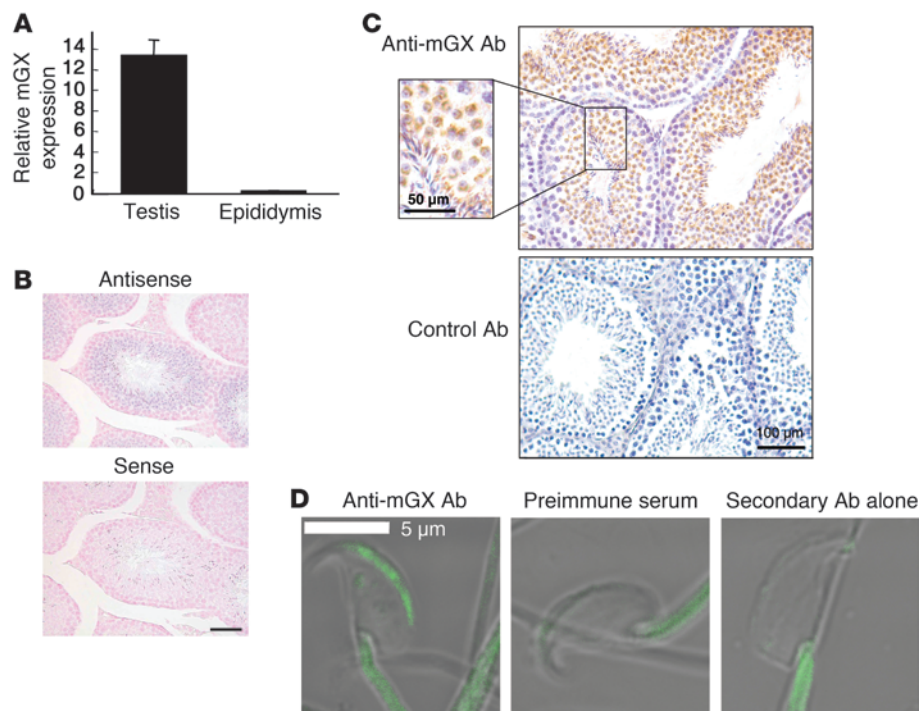 A
Relative mGX
expression
14
12
10
8
6
4
2
0
Testis
Epididymis
B
Antisense
Sense
C
Anti-mGX Ab
50 µm
Control Ab
100 µm
D
Anti-mGX Ab
Preimmune serum
Secondary Ab alone
5 µm